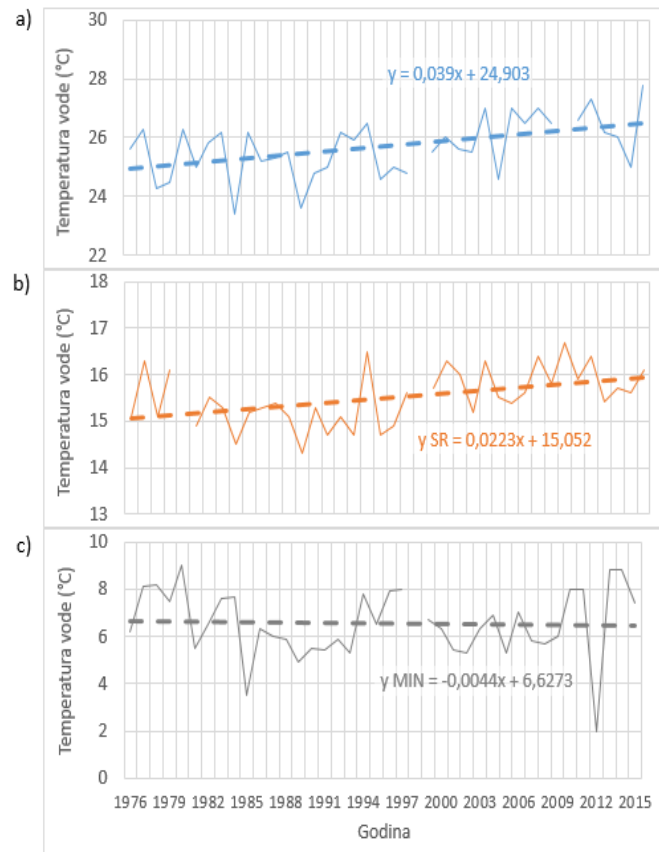 a)
Temperatura vode (°C)
30
28
26
24
22
y = 0,039x + 24,903
b)
Temperatura vode (°C)
18
17
16
15
14
13
y SR = 0,0223x + 15,052
c)
Temperatura vode (°C)
10
8
6
4
2
0
y MIN = -0,0044x + 6,6273
1976 1979 1982 1985 1988 1991 1994 1997 2000 2003 2006 2009 2012 2015
Godina